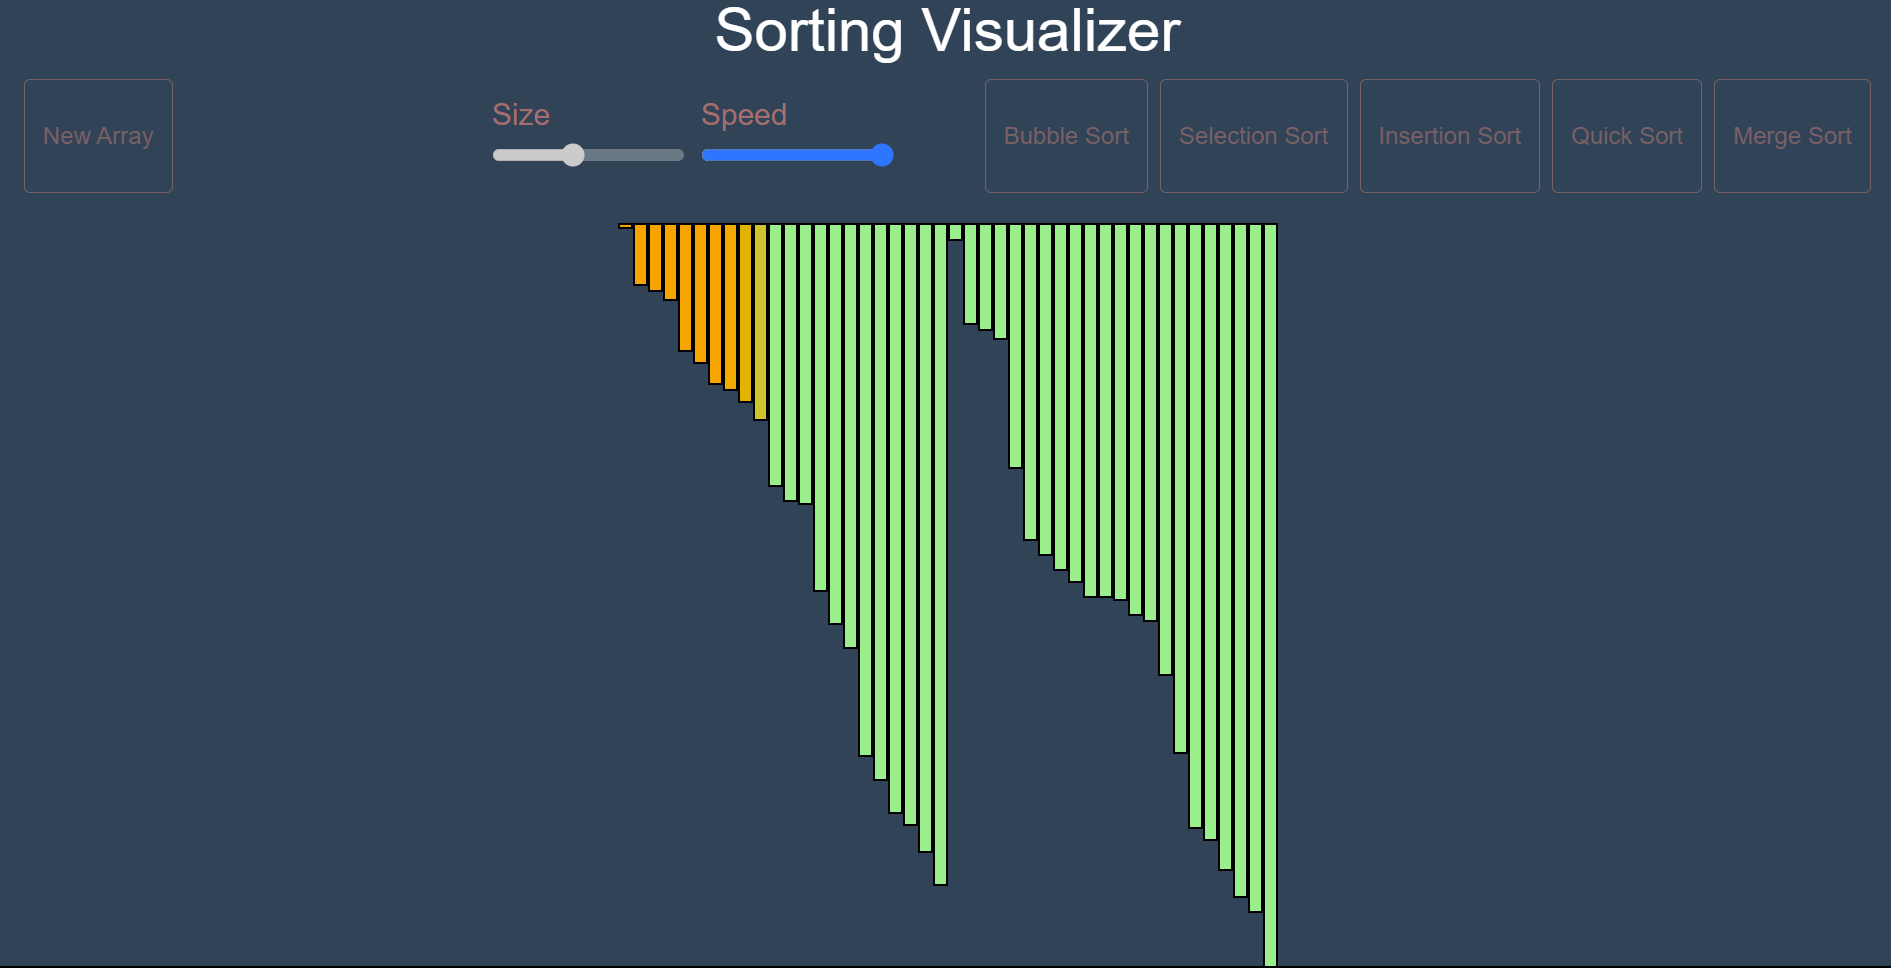 Sorting Visualizer
New Array
Size
Speed
Bubble Sort
Selection Sort
Insertion Sort
Quick Sort
Merge Sort